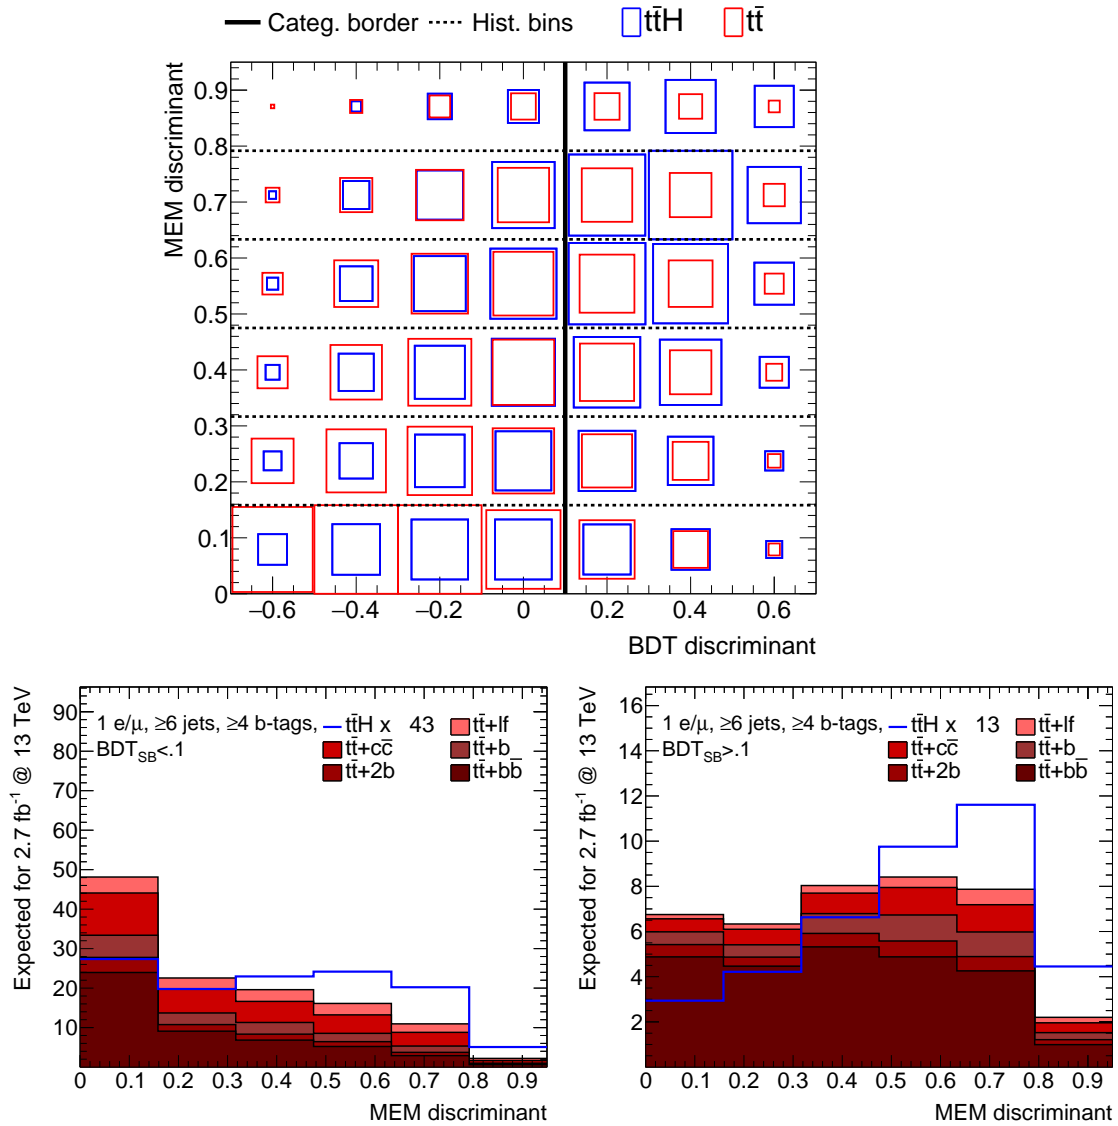 Categ. border Hist. bins tt̄H tt̄
MEM discriminant
0.9
0.8
0.7
0.6
0.5
0.4
0.3
0.2
0.1
0
−0.6 −0.4 −0.2 0 0.2 0.4 0.6
BDT discriminant
Expected for 2.7 fb⁻¹ @ 13 TeV
1 e/μ, ≥6 jets, ≥4 b-tags,
BDT_SB<.1
tt̄H x 43 tt̄+lf
tt̄+cc̄ tt̄+b
tt̄+2b tt̄+bb̄
90
80
70
60
50
40
30
20
10
0 0.1 0.2 0.3 0.4 0.5 0.6 0.7 0.8 0.9
MEM discriminant
Expected for 2.7 fb⁻¹ @ 13 TeV
1 e/μ, ≥6 jets, ≥4 b-tags,
BDT_SB>.1
tt̄H x 13 tt̄+lf
tt̄+cc̄ tt̄+b
tt̄+2b tt̄+bb̄
16
14
12
10
8
6
4
2
0 0.1 0.2 0.3 0.4 0.5 0.6 0.7 0.8 0.9
MEM discriminant